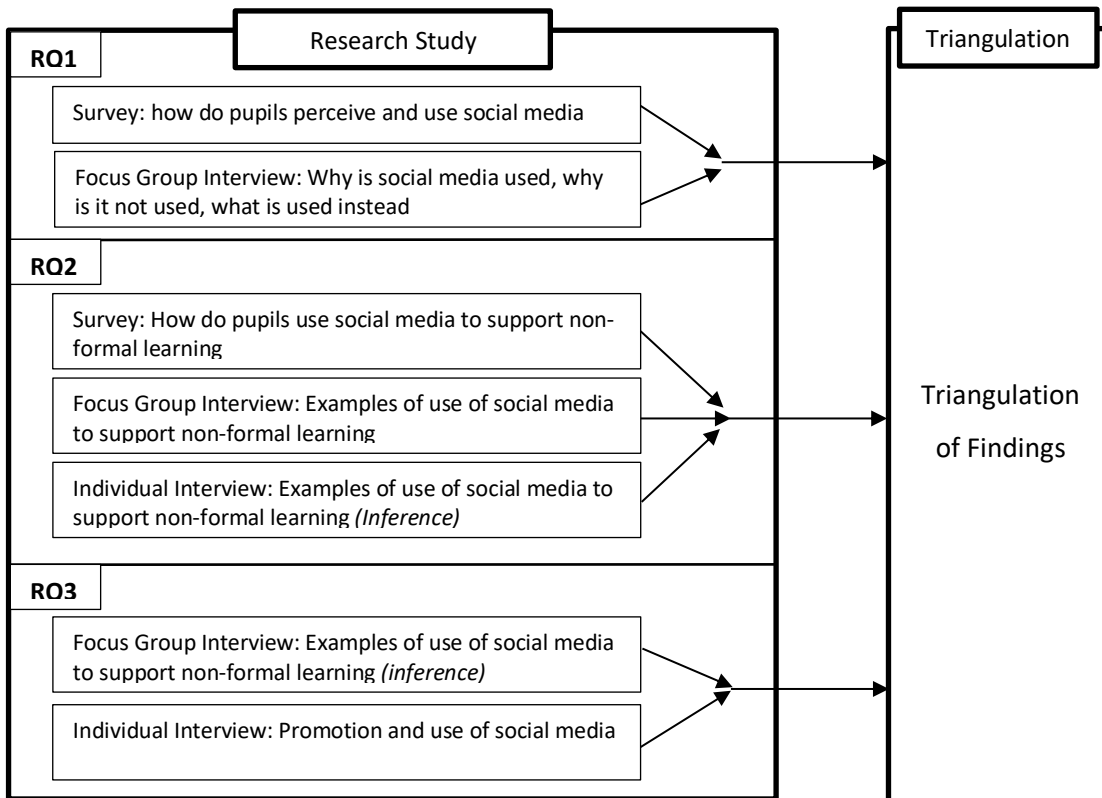 Research Study
Triangulation
RQ1
Survey: how do pupils perceive and use social media
Focus Group Interview: Why is social media used, why
is it not used, what is used instead
RQ2
Survey: How do pupils use social media to support non-
formal learning
Focus Group Interview: Examples of use of social media
to support non-formal learning
Individual Interview: Examples of use of social media to
support non-formal learning (Inference)
RQ3
Focus Group Interview: Examples of use of social media
to support non-formal learning (inference)
Individual Interview: Promotion and use of social media
Triangulation
of Findings